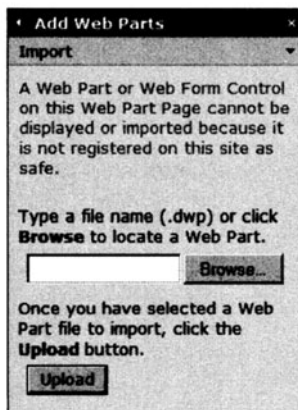 Add Web Parts
Import
A Web Part or Web Form Control
on this Web Part Page cannot be
displayed or imported because it
is not registered on this site as
safe.
Type a file name (.dwp) or click
Browse to locate a Web Part.
Browse...
Once you have selected a Web
Part file to import, click the
Upload button.
Upload